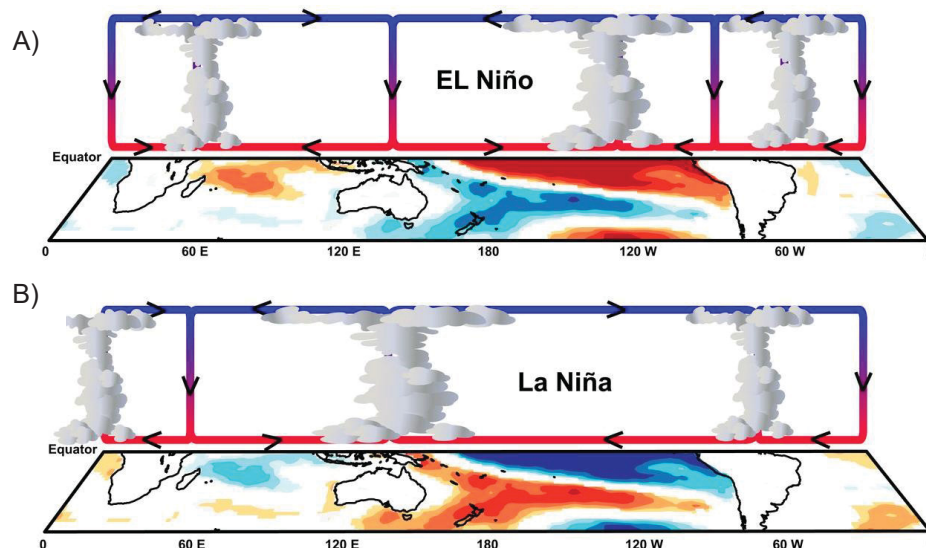 A)
EL Niño
Equator
0 60 E 120 E 180 120 W 60 W
B)
La Niña
Equator
0 60 E 120 E 180 120 W 60 W